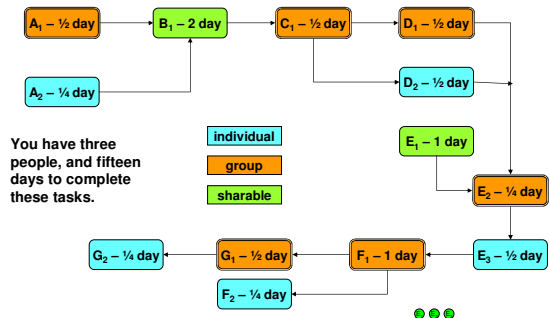 A₁ – ½ day
B₁ – 2 day
C₁ – ½ day
D₁ – ½ day
A₂ – ¼ day
D₂ – ½ day
You have three
people, and fifteen
days to complete
these tasks.
individual
group
sharable
E₁ – 1 day
E₂ – ¼ day
G₂ – ¼ day
G₁ – ½ day
F₁ – 1 day
E₃ – ½ day
F₂ – ¼ day